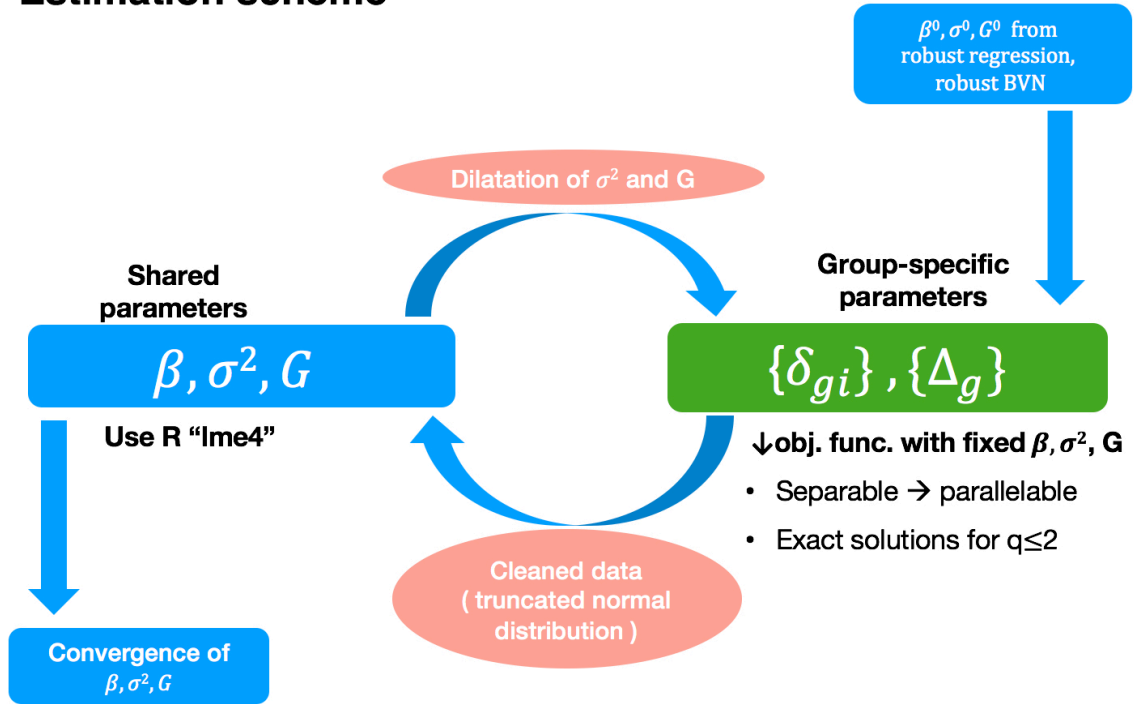 Estimation scheme
β⁰, σ⁰, G⁰ from
robust regression,
robust BVN
Dilatation of σ² and G
Shared
parameters
Group-specific
parameters
β, σ², G
{δ_gi} , {Δ_g}
Use R “lme4”
↓obj. func. with fixed β, σ², G
• Separable → parallelable
• Exact solutions for q≤2
Cleaned data
( truncated normal
distribution )
Convergence of
β, σ², G